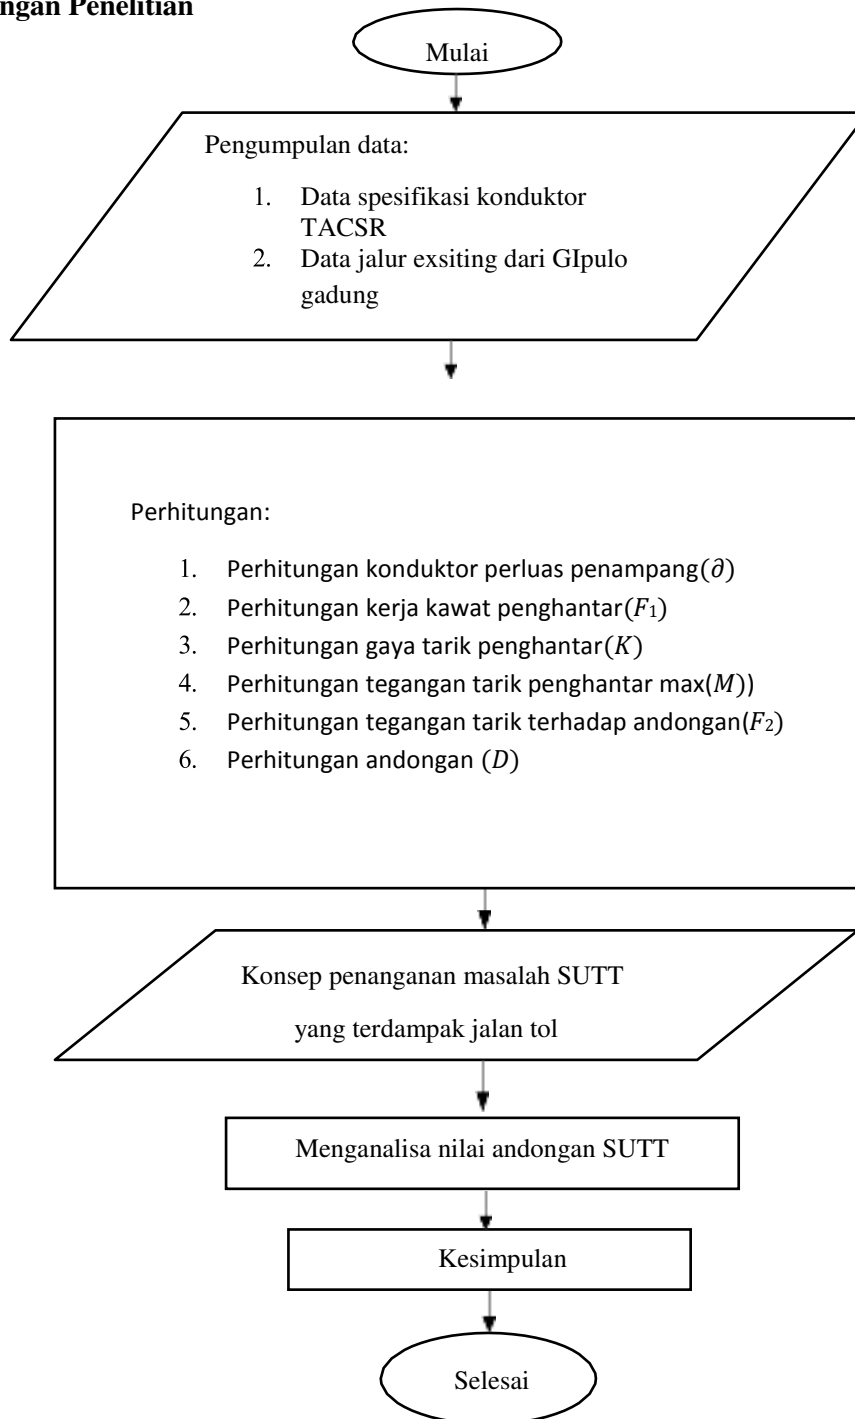 ngan Penelitian
Mulai
Pengumpulan data:
1. Data spesifikasi konduktor
TACSR
2. Data jalur exsiting dari GIpulo
gadung
Perhitungan:
1. Perhitungan konduktor perluas penampang(∂)
2. Perhitungan kerja kawat penghantar(F₁)
3. Perhitungan gaya tarik penghantar(K)
4. Perhitungan tegangan tarik penghantar max(M))
5. Perhitungan tegangan tarik terhadap andongan(F₂)
6. Perhitungan andongan (D)
Konsep penanganan masalah SUTT
yang terdampak jalan tol
Menganalisa nilai andongan SUTT
Kesimpulan
Selesai